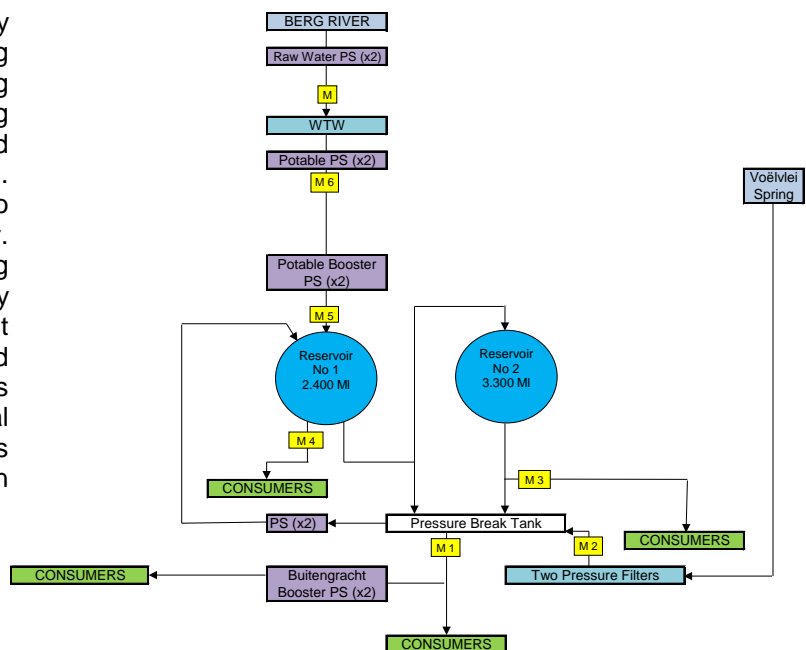 y
g
g
g
d
.
o
.
g
y
t
d
s
al
s
n
BERG RIVER
Raw Water PS (x2)
M
WTW
Potable PS (x2)
M 6
Voëlvlei
Spring
Potable Booster
PS (x2)
M 5
Reservoir
No 1
2.400 Ml
Reservoir
No 2
3.300 Ml
M 4
M 3
CONSUMERS
PS (x2)
Pressure Break Tank
CONSUMERS
M 1
M 2
CONSUMERS
Buitengracht
Booster PS (x2)
Two Pressure Filters
CONSUMERS